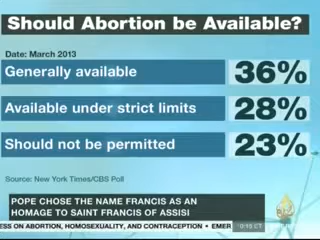 Should Abortion be Available?
Date: March 2013
Generally available 36%
Available under strict limits 28%
Should not be permitted 23%
Source: New York Times/CBS Poll
POPE CHOSE THE NAME FRANCIS AS AN
HOMAGE TO SAINT FRANCIS OF ASSISI
ESS ON ABORTION, HOMOSEXUALITY, AND CONTRACEPTION • EMER